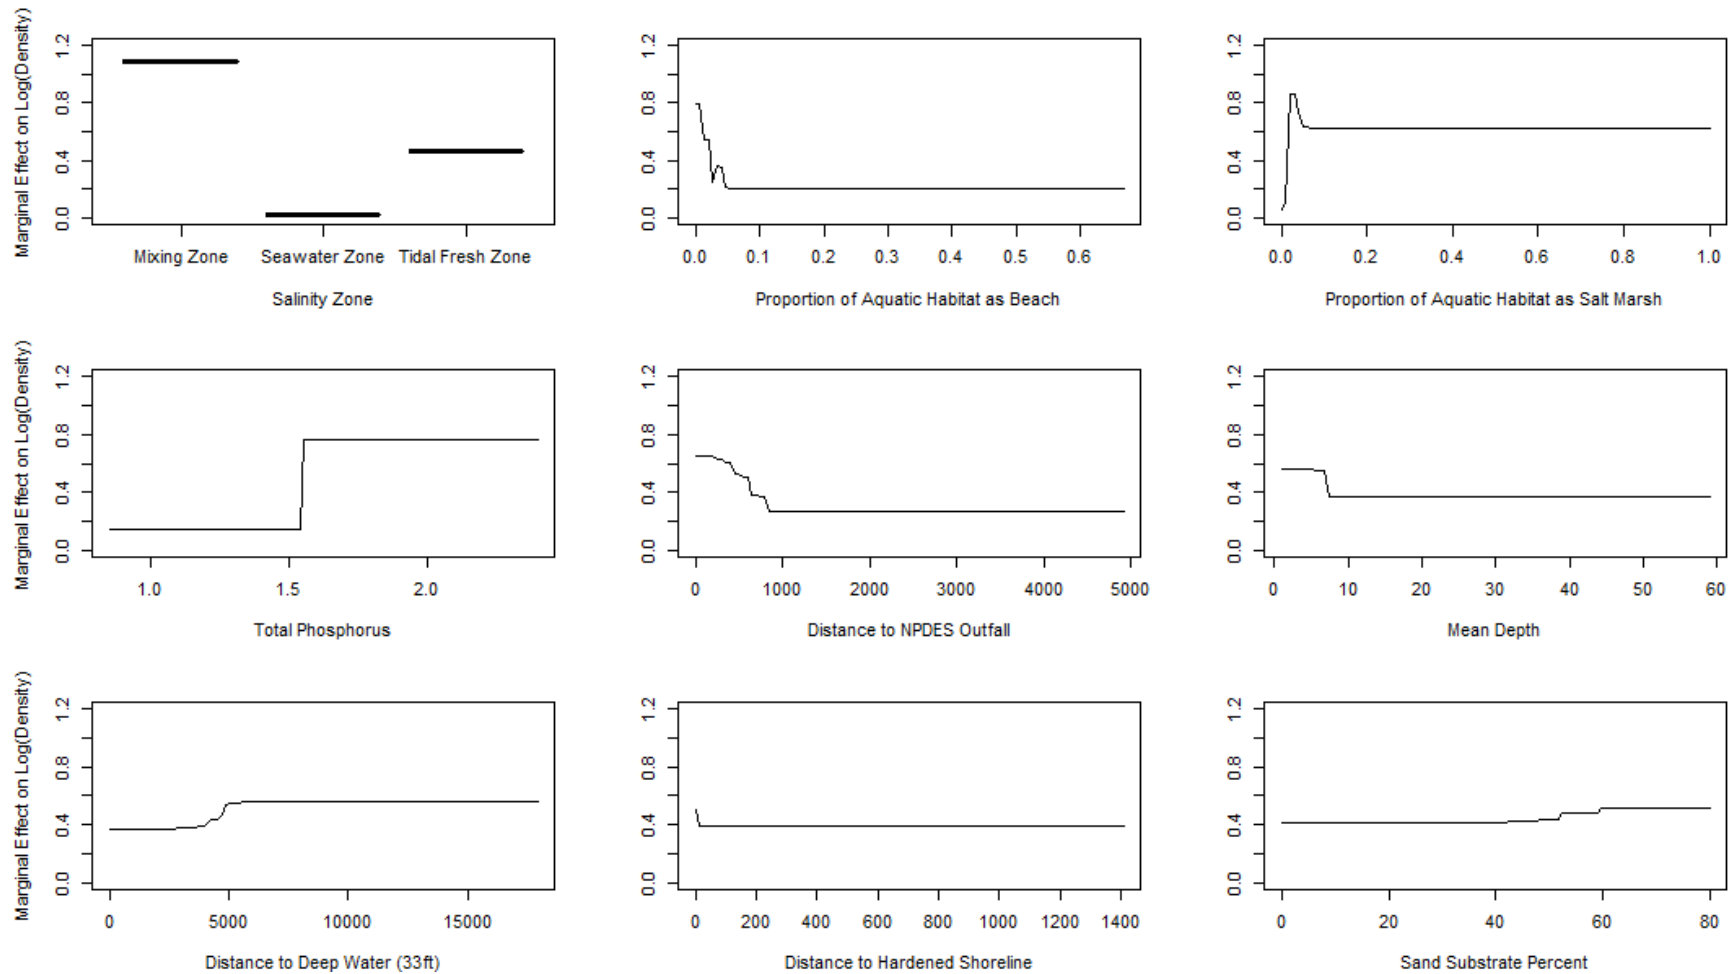 Marginal Effect on Log(Density)
0.0 0.4 0.8 1.2
Mixing Zone Seawater Zone Tidal Fresh Zone
Salinity Zone
0.0 0.4 0.8 1.2
0.0 0.1 0.2 0.3 0.4 0.5 0.6
Proportion of Aquatic Habitat as Beach
0.0 0.4 0.8 1.2
0.0 0.2 0.4 0.6 0.8 1.0
Proportion of Aquatic Habitat as Salt Marsh
Marginal Effect on Log(Density)
0.0 0.4 0.8 1.2
1.0 1.5 2.0
Total Phosphorus
0.0 0.4 0.8 1.2
0 1000 2000 3000 4000 5000
Distance to NPDES Outfall
0.0 0.4 0.8 1.2
0 10 20 30 40 50 60
Mean Depth
Marginal Effect on Log(Density)
0.0 0.4 0.8 1.2
0 5000 10000 15000
Distance to Deep Water (33ft)
0.0 0.4 0.8 1.2
0 200 400 600 800 1000 1200 1400
Distance to Hardened Shoreline
0.0 0.4 0.8 1.2
0 20 40 60 80
Sand Substrate Percent